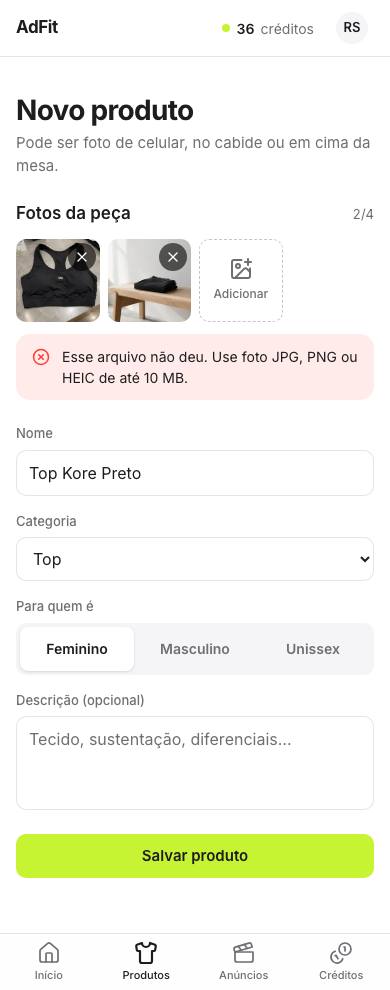 AdFit
36 créditos
RS
Novo produto
Pode ser foto de celular, no cabide ou em cima da
mesa.
Fotos da peça
2/4
Adicionar
Esse arquivo não deu. Use foto JPG, PNG ou
HEIC de até 10 MB.
Nome
Top Kore Preto
Categoria
Top
Para quem é
Feminino
Masculino
Unissex
Descrição (opcional)
Tecido, sustentação, diferenciais...
Salvar produto
Início
Produtos
Anúncios
Créditos